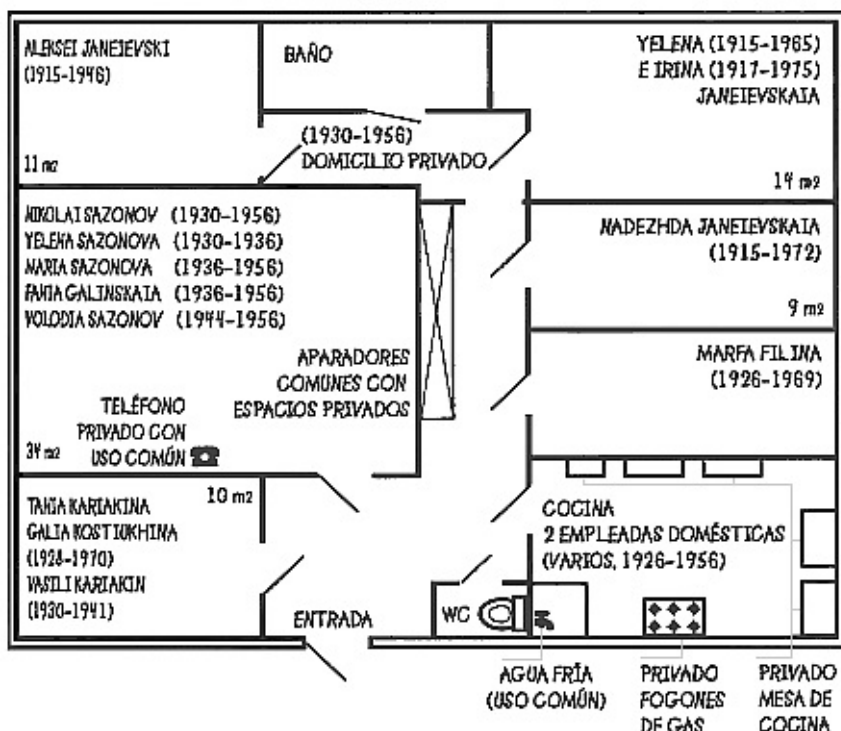 ALEKSEI JANEIEVSKI
(1915-1946)
11 m2
BAÑO
YELENA (1915-1965)
E IRINA (1917-1975)
JANEIEVSKAIA
14 m2
(1930-1956)
DOMICILIO PRIVADO
NIKOLAI SAZONOV (1930-1956)
YELENA SAZONOVA (1930-1936)
MARIA SAZONOVA (1936-1956)
FANIA GALINSKAIA (1936-1956)
VOLODIA SAZONOV (1944-1956)
APARADORES
COMUNES CON
ESPACIOS PRIVADOS
TELÉFONO
PRIVADO CON
USO COMÚN
34 m2
NADEZHDA JANEIEVSKAIA
(1915-1972)
9 m2
MARFA FILINA
(1926-1969)
10 m2
TANIA KARIAKINA
GALIA KOSTIUKHINA
(1928-1970)
VASILI KARIAKIN
(1930-1941)
ENTRADA
WC
COCINA
2 EMPLEADAS DOMÉSTICAS
(VARIOS, 1926-1956)
AGUA FRÍA
(USO COMÚN)
PRIVADO
FOGONES
DE GAS
PRIVADO
MESA DE
COCINA